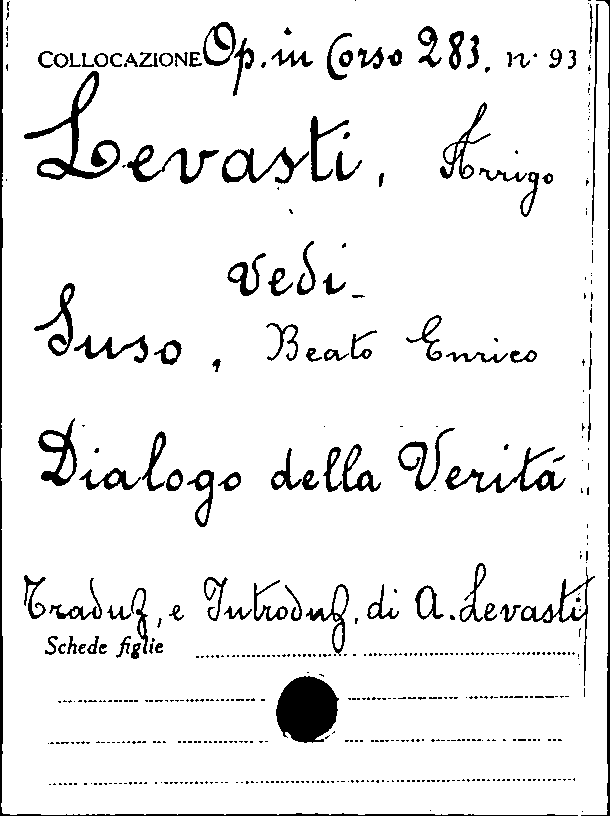 COLLOCAZIONE Op. in Corso 283. n. 93
Levasti, Arrigo
vedi
Suso, Beato Enrico
Dialogo della Veritá
Traduz, e Introduz. di A. Levasti
Schede figlie